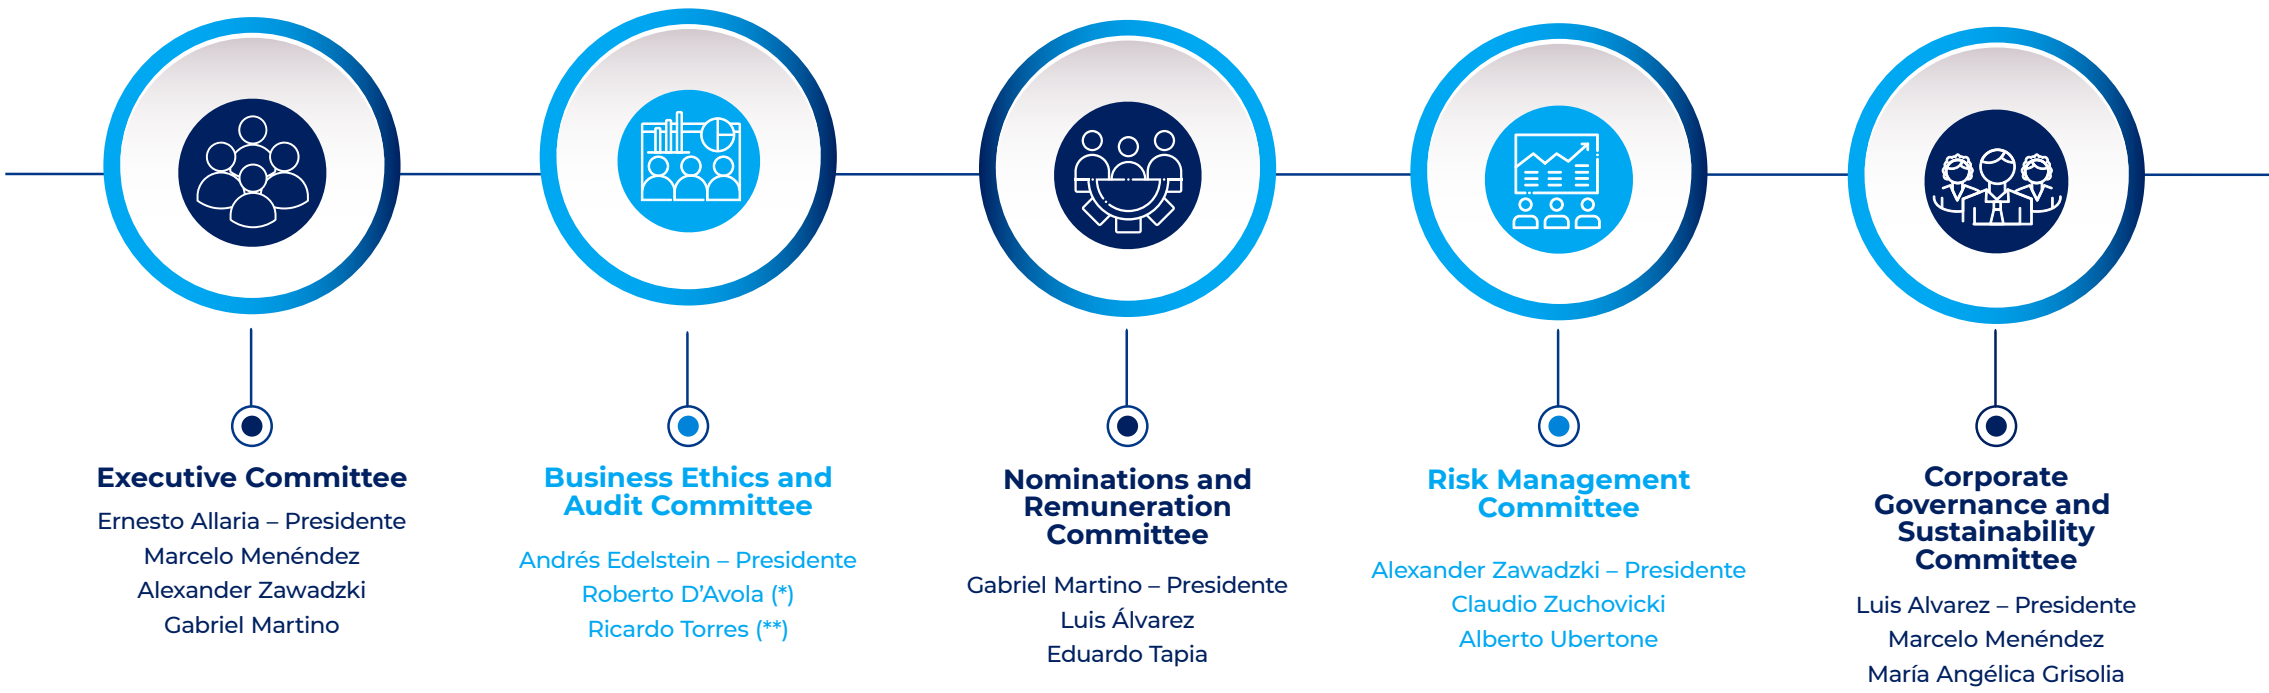 Executive Committee
Ernesto Allaria – Presidente
Marcelo Menéndez
Alexander Zawadzki
Gabriel Martino
Business Ethics and
Audit Committee
Andrés Edelstein – Presidente
Roberto D’Avola (*)
Ricardo Torres (**)
Nominations and
Remuneration
Committee
Gabriel Martino – Presidente
Luis Álvarez
Eduardo Tapia
Risk Management
Committee
Alexander Zawadzki – Presidente
Claudio Zuchovicki
Alberto Ubertone
Corporate
Governance and
Sustainability
Committee
Luis Alvarez – Presidente
Marcelo Menéndez
María Angélica Grisolia